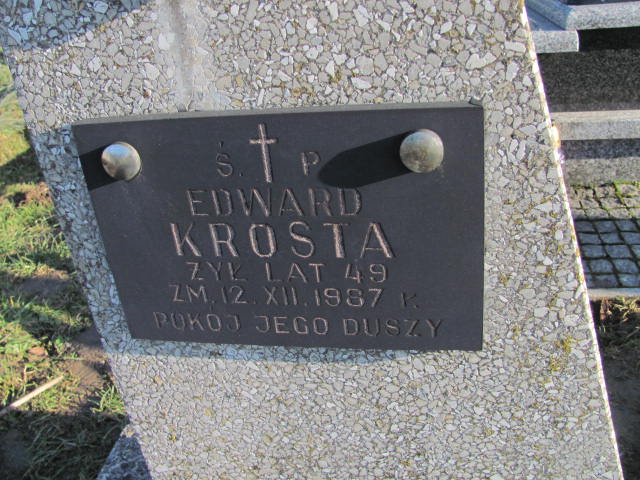 Ś. P.
EDWARD
KROSTA
ŻYŁ LAT 49
ZM. 12. XII. 1987 R.
POKÓJ JEGO DUSZY